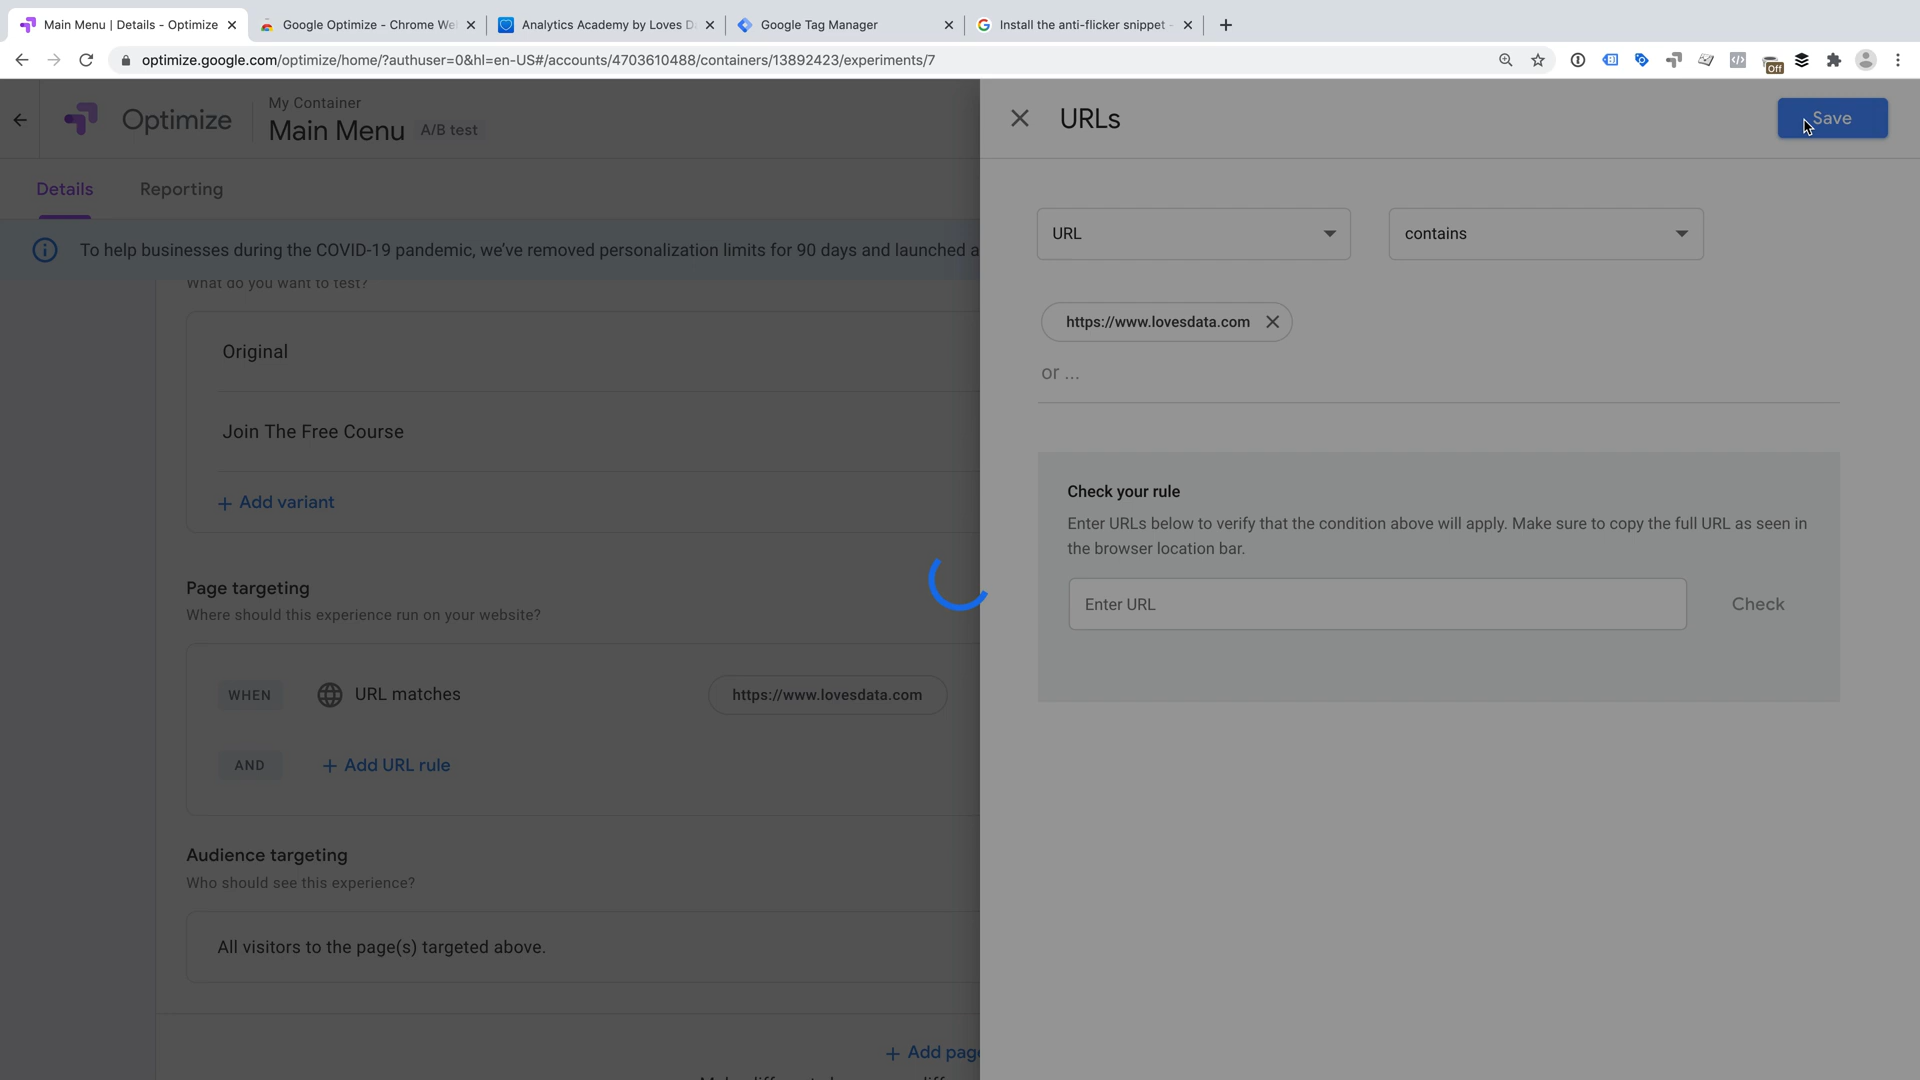 Main Menu | Details - Optimize
Google Optimize - Chrome We
Analytics Academy by Loves D
Google Tag Manager
Install the anti-flicker snippet -
optimize.google.com/optimize/home/?authuser=0&hl=en-US#/accounts/4703610488/containers/13892423/experiments/7
Off
Optimize
My Container
Main Menu
A/B test
Details
Reporting
To help businesses during the COVID-19 pandemic, we've removed personalization limits for 90 days and launched a
What do you want to test?
Original
Join The Free Course
+ Add variant
Page targeting
Where should this experience run on your website?
WHEN
URL matches
https://www.lovesdata.com
AND
+ Add URL rule
Audience targeting
Who should see this experience?
All visitors to the page(s) targeted above.
+ Add page
URLs
Save
URL
contains
https://www.lovesdata.com
or ...
Check your rule
Enter URLs below to verify that the condition above will apply. Make sure to copy the full URL as seen in
the browser location bar.
Enter URL
Check